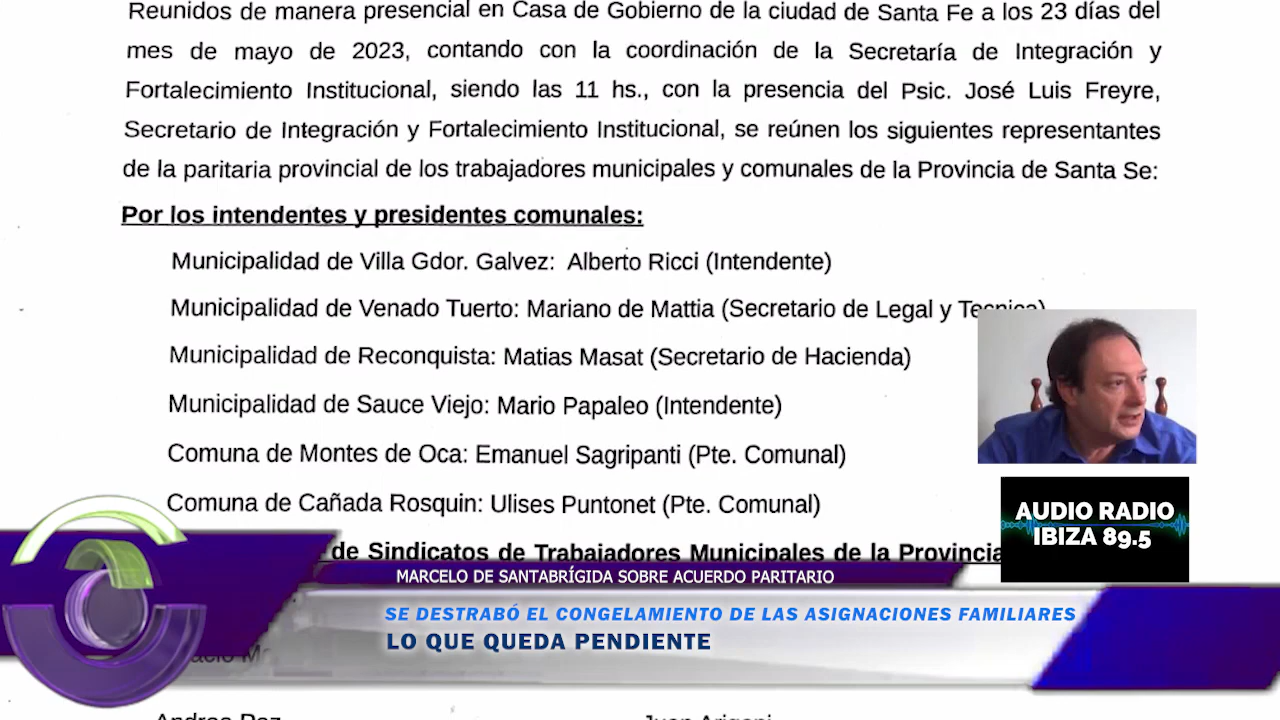 Reunidos de manera presencial en Casa de Gobierno de la ciudad de Santa Fe a los 23 días del
mes de mayo de 2023, contando con la coordinación de la Secretaría de Integración y
Fortalecimiento Institucional, siendo las 11 hs., con la presencia del Psic. José Luis Freyre,
Secretario de Integración y Fortalecimiento Institucional, se reúnen los siguientes representantes
de la paritaria provincial de los trabajadores municipales y comunales de la Provincia de Santa Se:
Por los intendentes y presidentes comunales:
Municipalidad de Villa Gdor. Galvez: Alberto Ricci (Intendente)
Municipalidad de Venado Tuerto: Mariano de Mattia (Secretario de Legal y Tecnica)
Municipalidad de Reconquista: Matias Masat (Secretario de Hacienda)
Municipalidad de Sauce Viejo: Mario Papaleo (Intendente)
Comuna de Montes de Oca: Emanuel Sagripanti (Pte. Comunal)
Comuna de Cañada Rosquin: Ulises Puntonet (Pte. Comunal)
AUDIO RADIO
IBIZA 89.5
de Sindicatos de Trabajadores Municipales de la Provincia
MARCELO DE SANTABRÍGIDA SOBRE ACUERDO PARITARIO
SE DESTRABÓ EL CONGELAMIENTO DE LAS ASIGNACIONES FAMILIARES
LO QUE QUEDA PENDIENTE